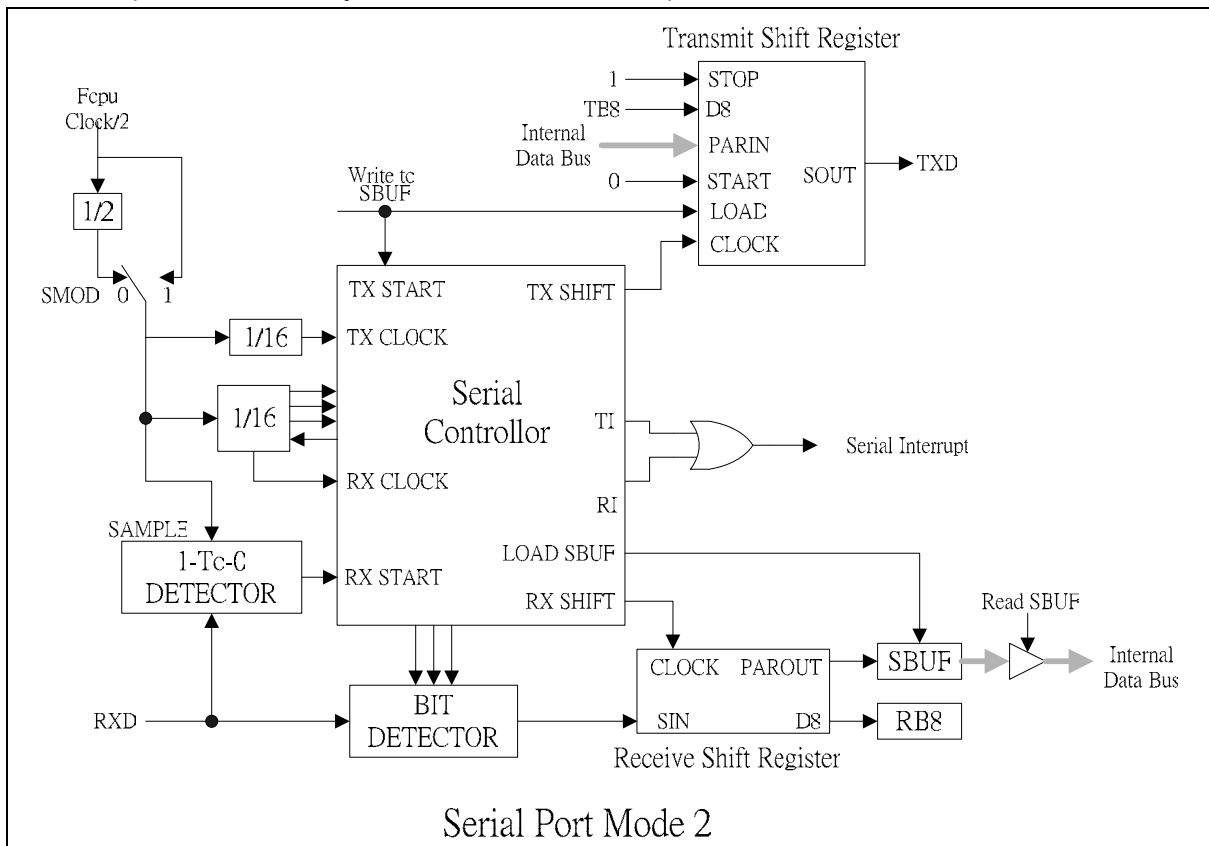 Transmit Shift Register
1
STOP
TB8
D8
Internal
Data Bus
PARIN
0
START
SOUT
TXD
LOAD
CLOCK
Fcpu
Clock/2
1/2
SMOD 0 1
Write to
SBUF
TX START
TX SHIFT
1/16
TX CLOCK
1/16
Serial
Controllor
TI
Serial Interrupt
RX CLOCK
RI
SAMPLE
1-To-0
DETECTOR
RX START
LOAD SBUF
RX SHIFT
Read SBUF
CLOCK PAROUT
SBUF
Internal
Data Bus
RXD
BIT
DETECTOR
SIN D8
RB8
Receive Shift Register
Serial Port Mode 2